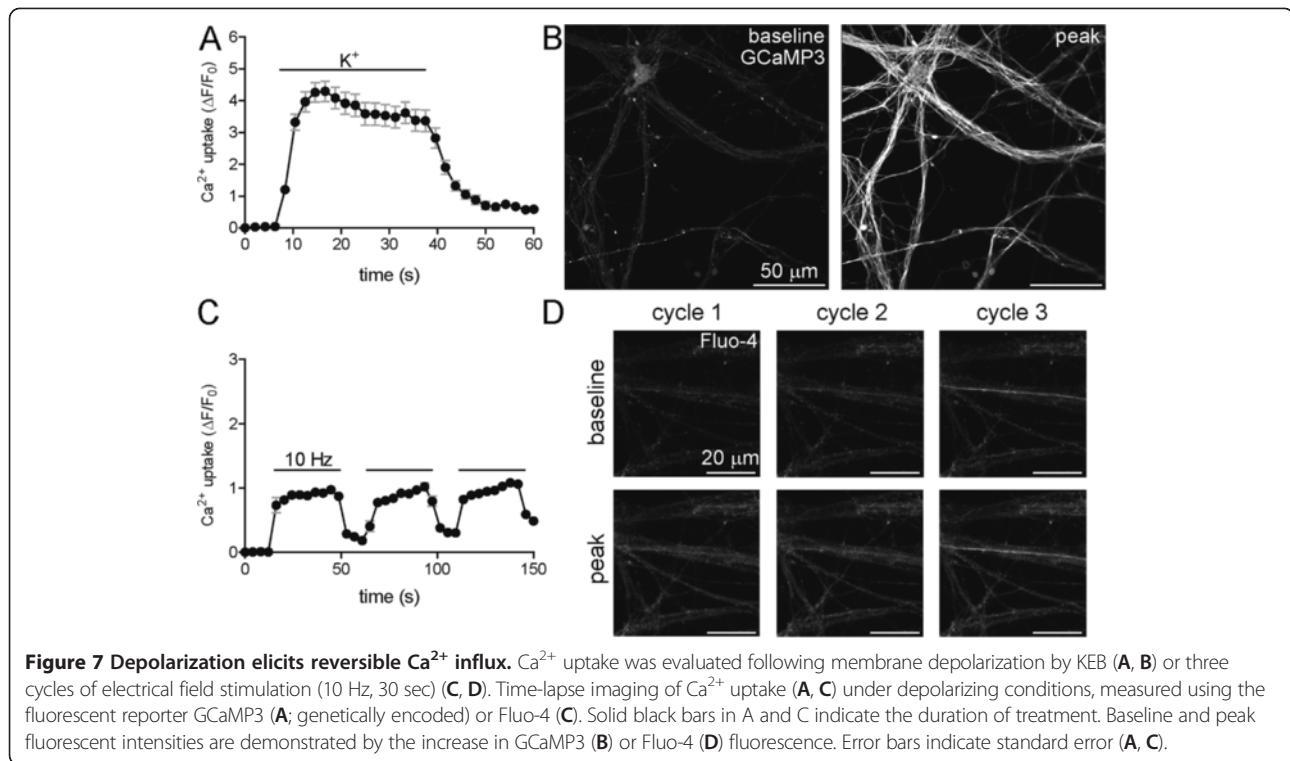 A
Ca2+ uptake (ΔF/F0)
6
5
4
3
2
1
0
K+
0 10 20 30 40 50 60
time (s)
B
baseline
GCaMP3
50 μm
peak
C
Ca2+ uptake (ΔF/F0)
3
2
1
0
10 Hz
0 50 100 150
time (s)
D
cycle 1 cycle 2 cycle 3
baseline
Fluo-4
20 μm
peak
Figure 7 Depolarization elicits reversible Ca2+ influx. Ca2+ uptake was evaluated following membrane depolarization by KEB (A, B) or three
cycles of electrical field stimulation (10 Hz, 30 sec) (C, D). Time-lapse imaging of Ca2+ uptake (A, C) under depolarizing conditions, measured using the
fluorescent reporter GCaMP3 (A; genetically encoded) or Fluo-4 (C). Solid black bars in A and C indicate the duration of treatment. Baseline and peak
fluorescent intensities are demonstrated by the increase in GCaMP3 (B) or Fluo-4 (D) fluorescence. Error bars indicate standard error (A, C).